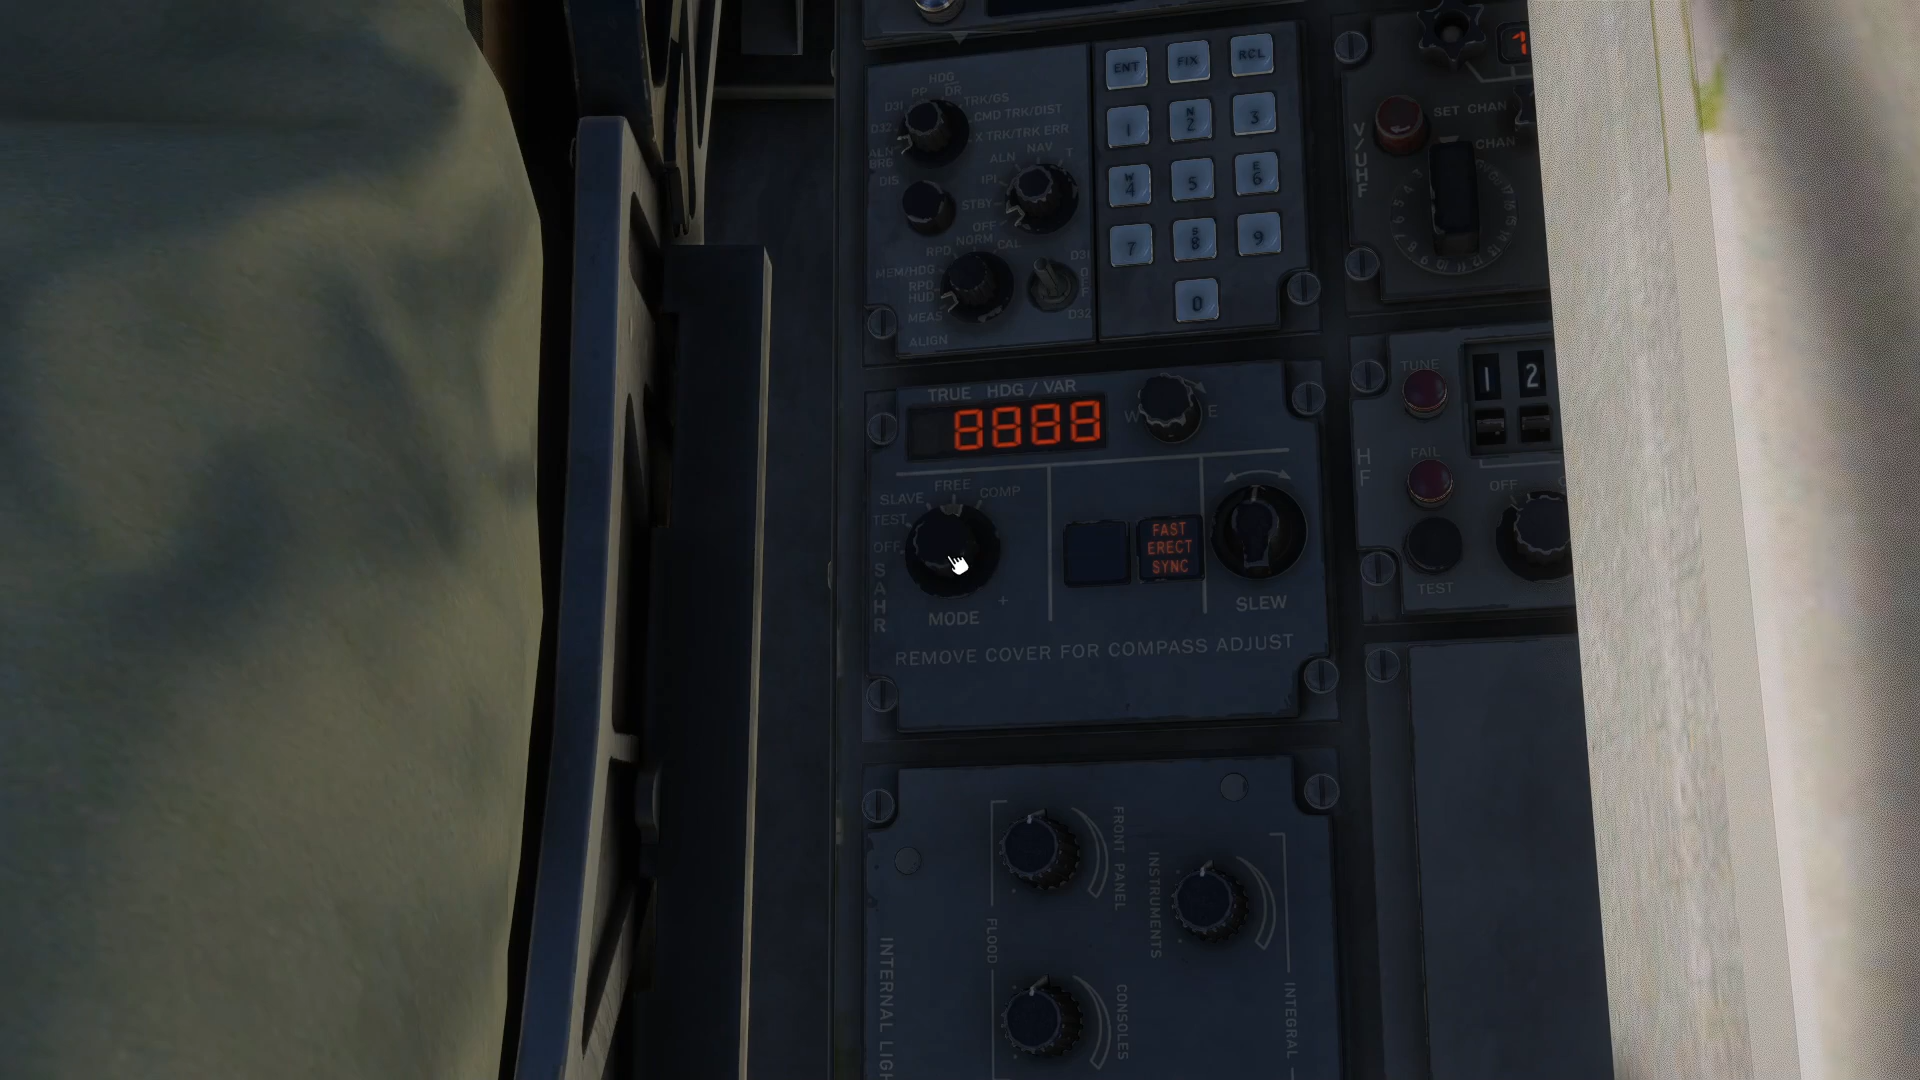 HDG
PP DR
D3I TRK/GS
CMD TRK/DIST
D32
X TRK/TRK ERR
ALN
BRG
DIS
NAV
ALN T
IPI
STBY
OFF
NORM
RPD CAL
MEM/HDG
RPD
HUD
MEAS
ALIGN
D3I
DEF
D32
ENT FIX RCL
1 N 2 3
W 4 5 E 6
7 S 8 9
0
SET CHAN
CHAN
V/UHF
TRUE HDG / VAR
8888
W E
FREE
SLAVE COMP
TEST
OFF
SAHR
MODE
FAST
ERECT
SYNC
SLEW
REMOVE COVER FOR COMPASS ADJUST
TUNE
1 2
HF
FAIL
OFF
TEST
FRONT PANEL
INSTRUMENTS
FLOOD
CONSOLES
INTEGRAL
INTERNAL